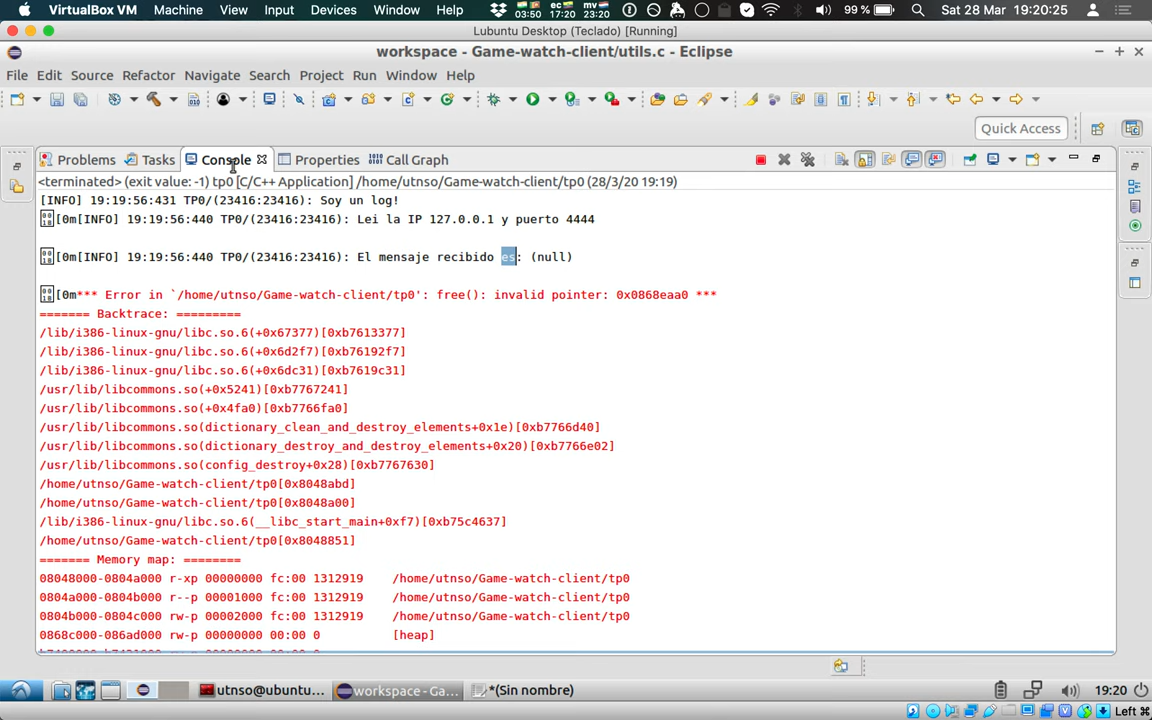 VirtualBox VM Machine View Input Devices Window Help
03:50 ec 17:20 mv 23:20 99 % Sat 28 Mar 19:20:25
Lubuntu Desktop (Teclado) [Running]
workspace - Game-watch-client/utils.c - Eclipse
File Edit Source Refactor Navigate Search Project Run Window Help
Quick Access
Problems Tasks Console Properties Call Graph
<terminated> (exit value: -1) tp0 [C/C++ Application] /home/utnso/Game-watch-client/tp0 (28/3/20 19:19)
[INFO] 19:19:56:431 TP0/(23416:23416): Soy un log!
[0m[INFO] 19:19:56:440 TP0/(23416:23416): Lei la IP 127.0.0.1 y puerto 4444
[0m[INFO] 19:19:56:440 TP0/(23416:23416): El mensaje recibido es: (null)
[0m*** Error in `/home/utnso/Game-watch-client/tp0': free(): invalid pointer: 0x0868eaa0 ***
======= Backtrace: =========
/lib/i386-linux-gnu/libc.so.6(+0x67377)[0xb7613377]
/lib/i386-linux-gnu/libc.so.6(+0x6d2f7)[0xb76192f7]
/lib/i386-linux-gnu/libc.so.6(+0x6dc31)[0xb7619c31]
/usr/lib/libcommons.so(+0x5241)[0xb7767241]
/usr/lib/libcommons.so(+0x4fa0)[0xb7766fa0]
/usr/lib/libcommons.so(dictionary_clean_and_destroy_elements+0x1e)[0xb7766d40]
/usr/lib/libcommons.so(dictionary_destroy_and_destroy_elements+0x20)[0xb7766e02]
/usr/lib/libcommons.so(config_destroy+0x28)[0xb7767630]
/home/utnso/Game-watch-client/tp0[0x8048abd]
/home/utnso/Game-watch-client/tp0[0x8048a00]
/lib/i386-linux-gnu/libc.so.6(__libc_start_main+0xf7)[0xb75c4637]
/home/utnso/Game-watch-client/tp0[0x8048851]
======= Memory map: ========
08048000-0804a000 r-xp 00000000 fc:00 1312919 /home/utnso/Game-watch-client/tp0
0804a000-0804b000 r--p 00001000 fc:00 1312919 /home/utnso/Game-watch-client/tp0
0804b000-0804c000 rw-p 00002000 fc:00 1312919 /home/utnso/Game-watch-client/tp0
0868c000-086ad000 rw-p 00000000 00:00 0 [heap]
utnso@ubuntu... workspace - Ga... *(Sin nombre) 19:20
Left ⌘